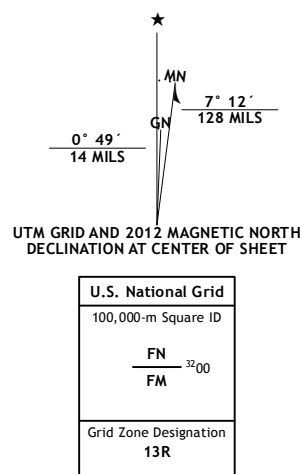 ★
MN
GN
7° 12´
128 MILS
0° 49´
14 MILS
UTM GRID AND 2012 MAGNETIC NORTH
DECLINATION AT CENTER OF SHEET
U.S. National Grid
100,000-m Square ID
FN
3200
FM
Grid Zone Designation
13R